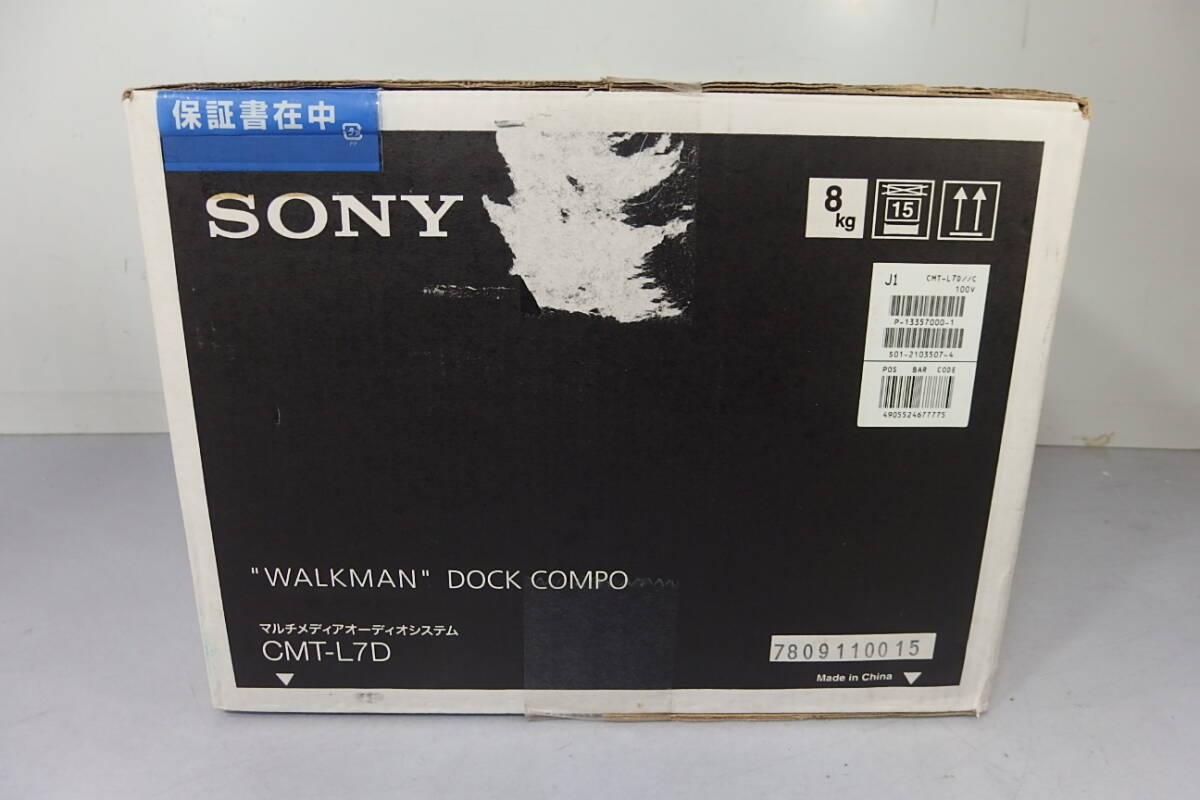 保証書在中
PP
SONY
8
kg
15
J1 CMT-L7D//C
100V
P-13357000-1
S01-2103507-4
POS BAR CODE
4905524677775
"WALKMAN" DOCK COMPO
マルチメディアオーディオシステム
CMT-L7D
7809110015
Made in China